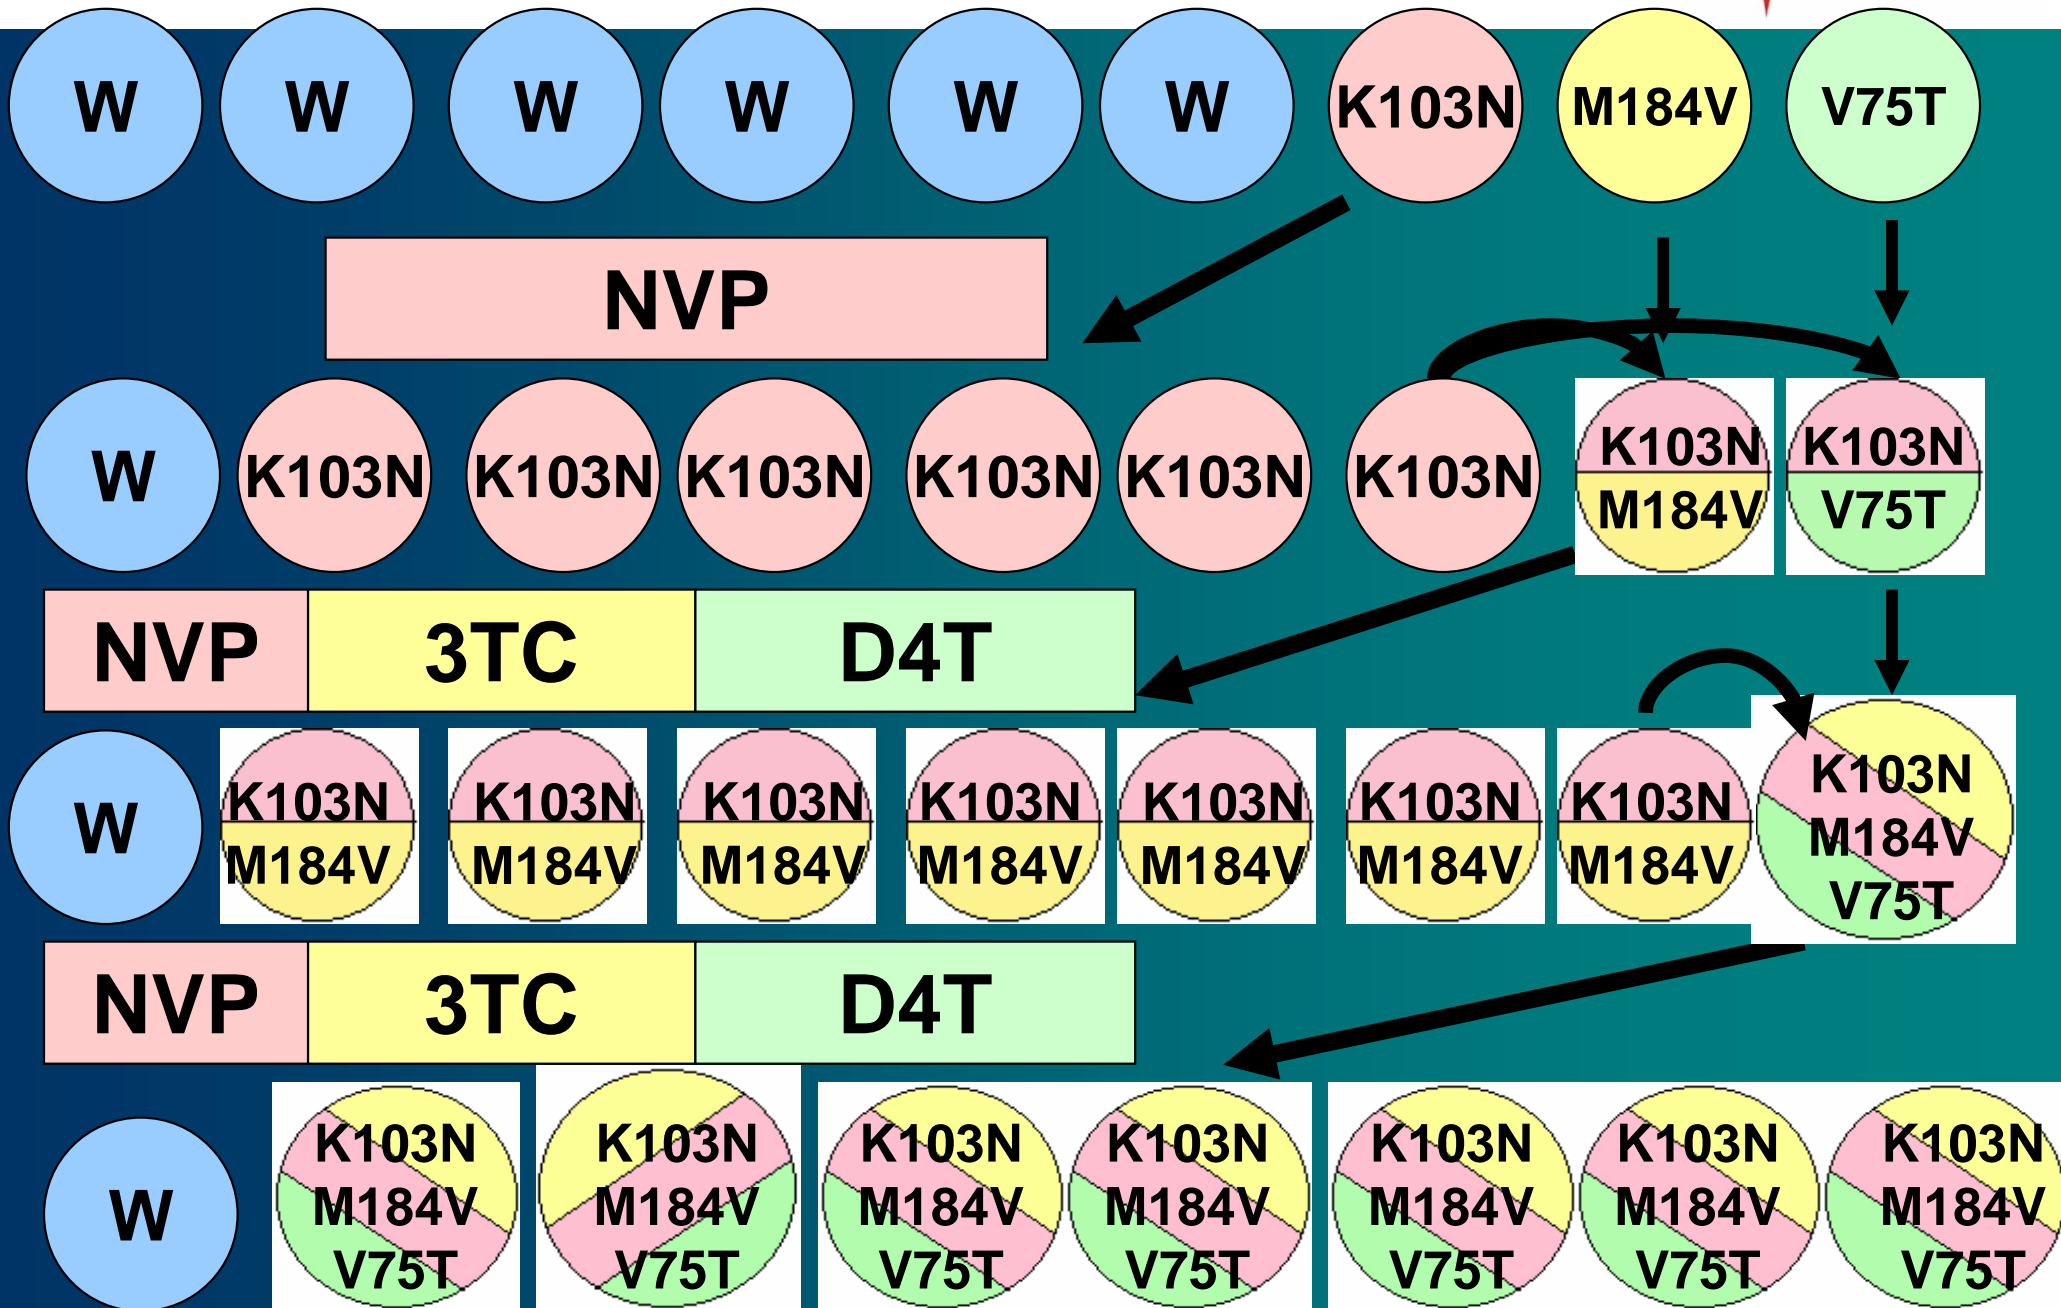 W W W W W W K103N M184V V75T
NVP
W K103N K103N K103N K103N K103N K103N K103N K103N
M184V V75T
NVP 3TC D4T
W K103N K103N K103N K103N K103N K103N K103N K103N
M184V M184V M184V M184V M184V M184V M184V M184V
V75T
NVP 3TC D4T
W K103N K103N K103N K103N K103N K103N K103N
M184V M184V M184V M184V M184V M184V M184V
V75T V75T V75T V75T V75T V75T V75T